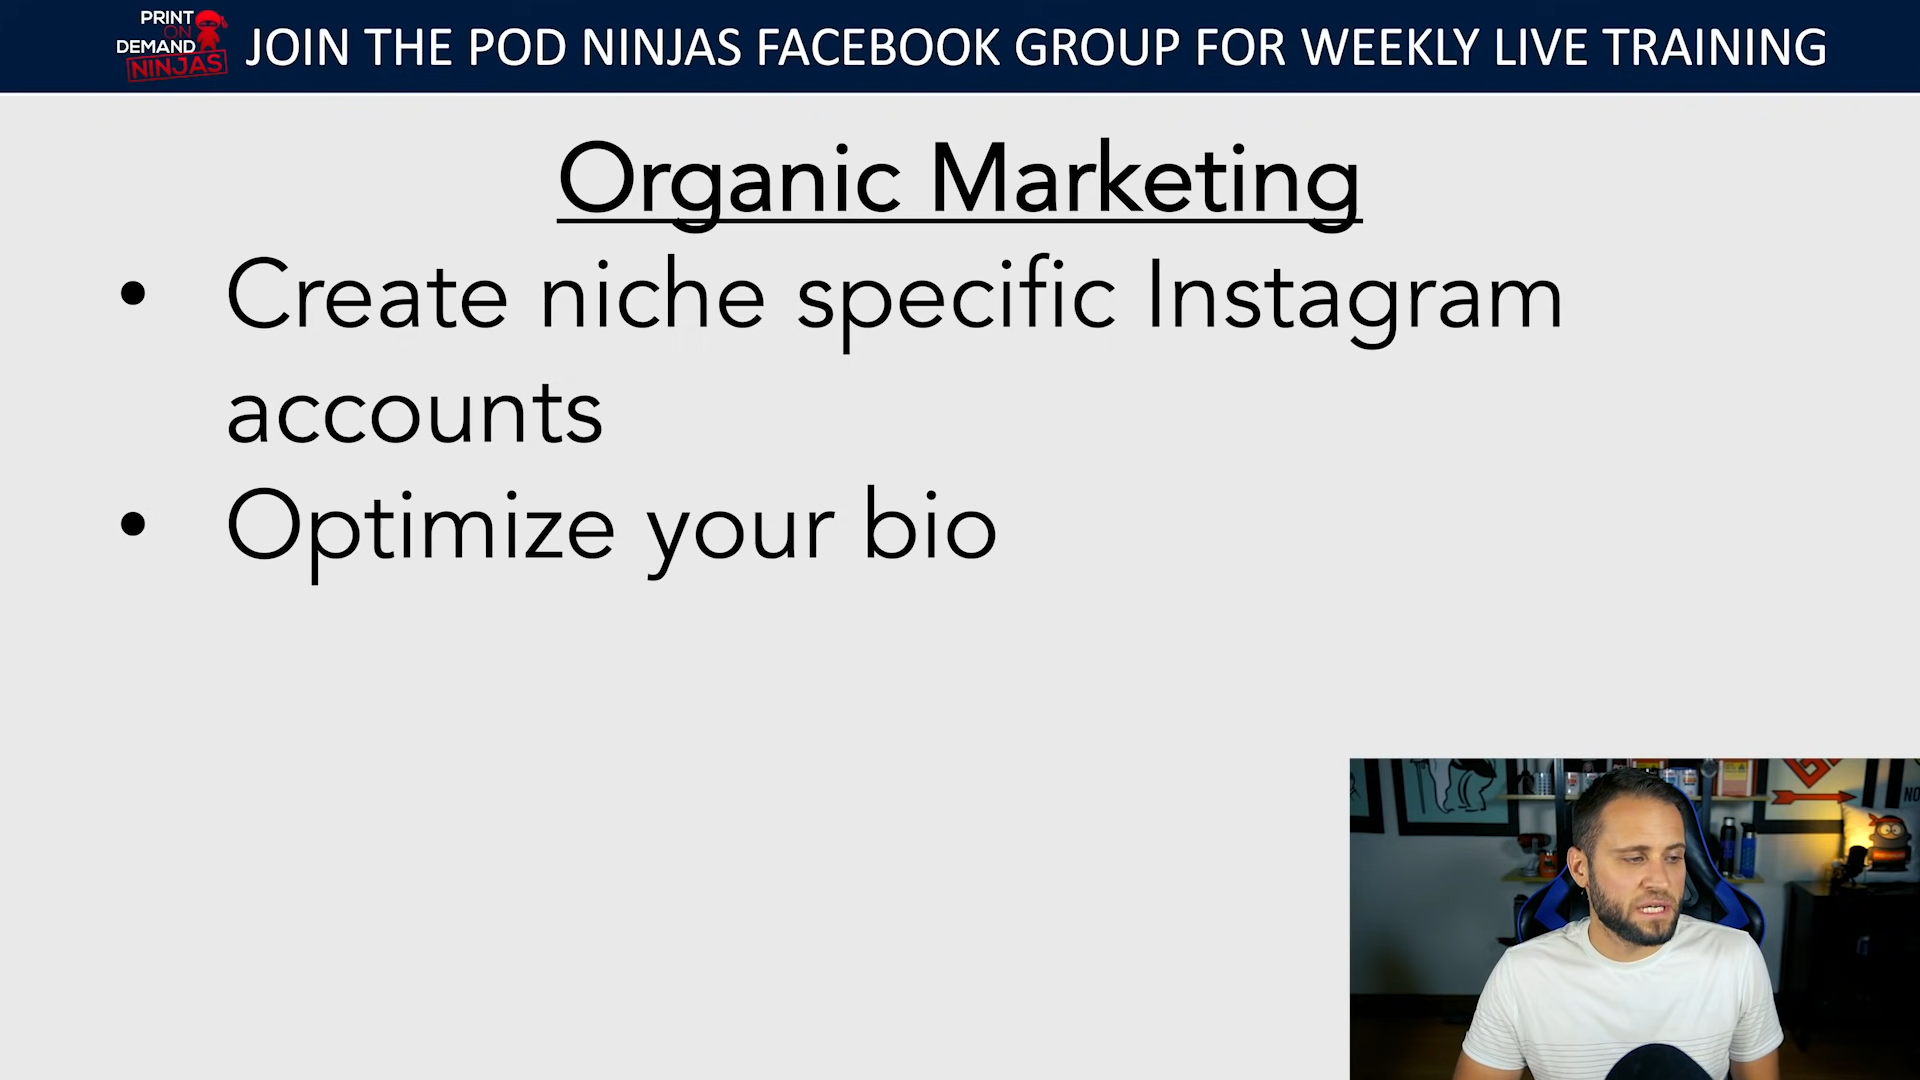 PRINT
ON
DEMAND
NINJAS
JOIN THE POD NINJAS FACEBOOK GROUP FOR WEEKLY LIVE TRAINING
Organic Marketing
• Create niche specific Instagram
accounts
• Optimize your bio
NO